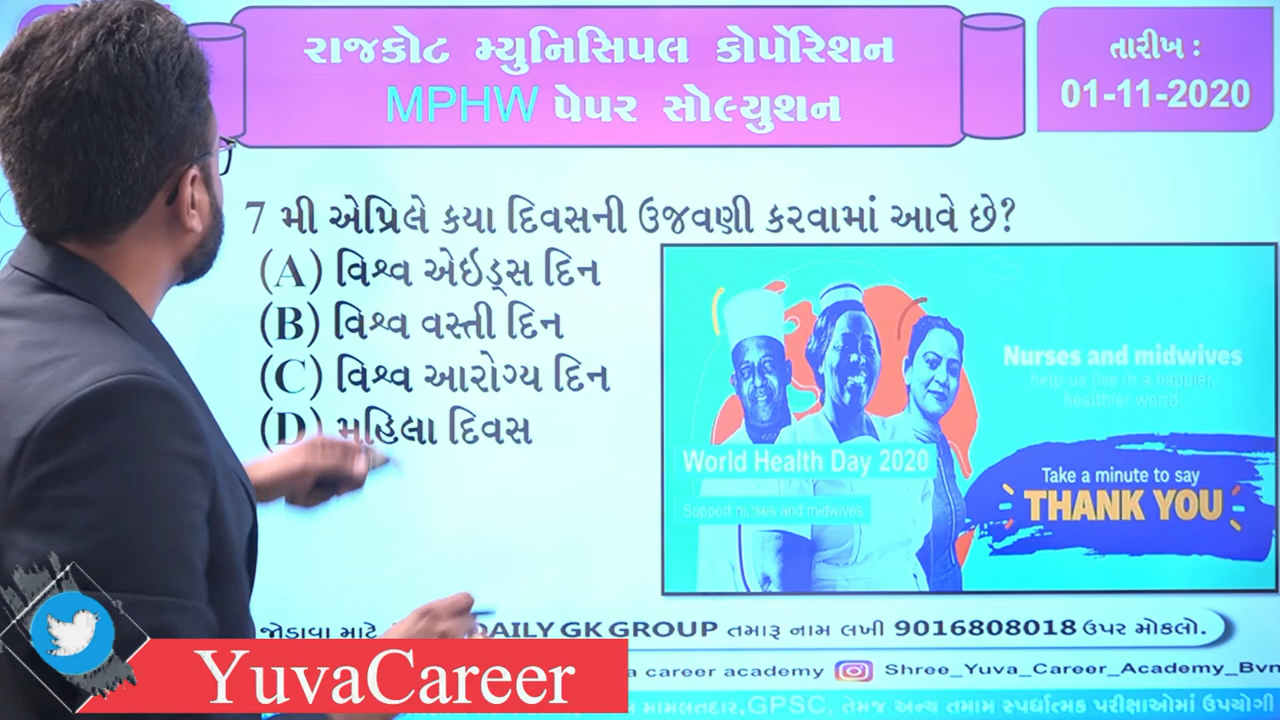 રાજકોટ મ્યુનિસિપલ કોર્પોરેશન
MPHW પેપર સોલ્યુશન
તારીખ :
01-11-2020
7 મી એપ્રિલે કયા દિવસની ઉજવણી કરવામાં આવે છે?
(A) વિશ્વ એઇડ્સ દિન
(B) વિશ્વ વસ્તી દિન
(C) વિશ્વ આરોગ્ય દિન
(D) મહિલા દિવસ
Nurses and midwives
help us live in a happier,
healthier world
World Health Day 2020
Support nurses and midwives
Take a minute to say
THANK YOU
જોડાવા માટે DAILY GK GROUP તમારૂ નામ લખી 9016808018 ઉપર મોકલો.
career academy Shree_Yuva_Career_Academy_Bvn
YuvaCareer
મામલતદાર,GPSC, તેમજ અન્ય તમામ સ્પર્ધાત્મક પરીક્ષાઓમાં ઉપયોગી